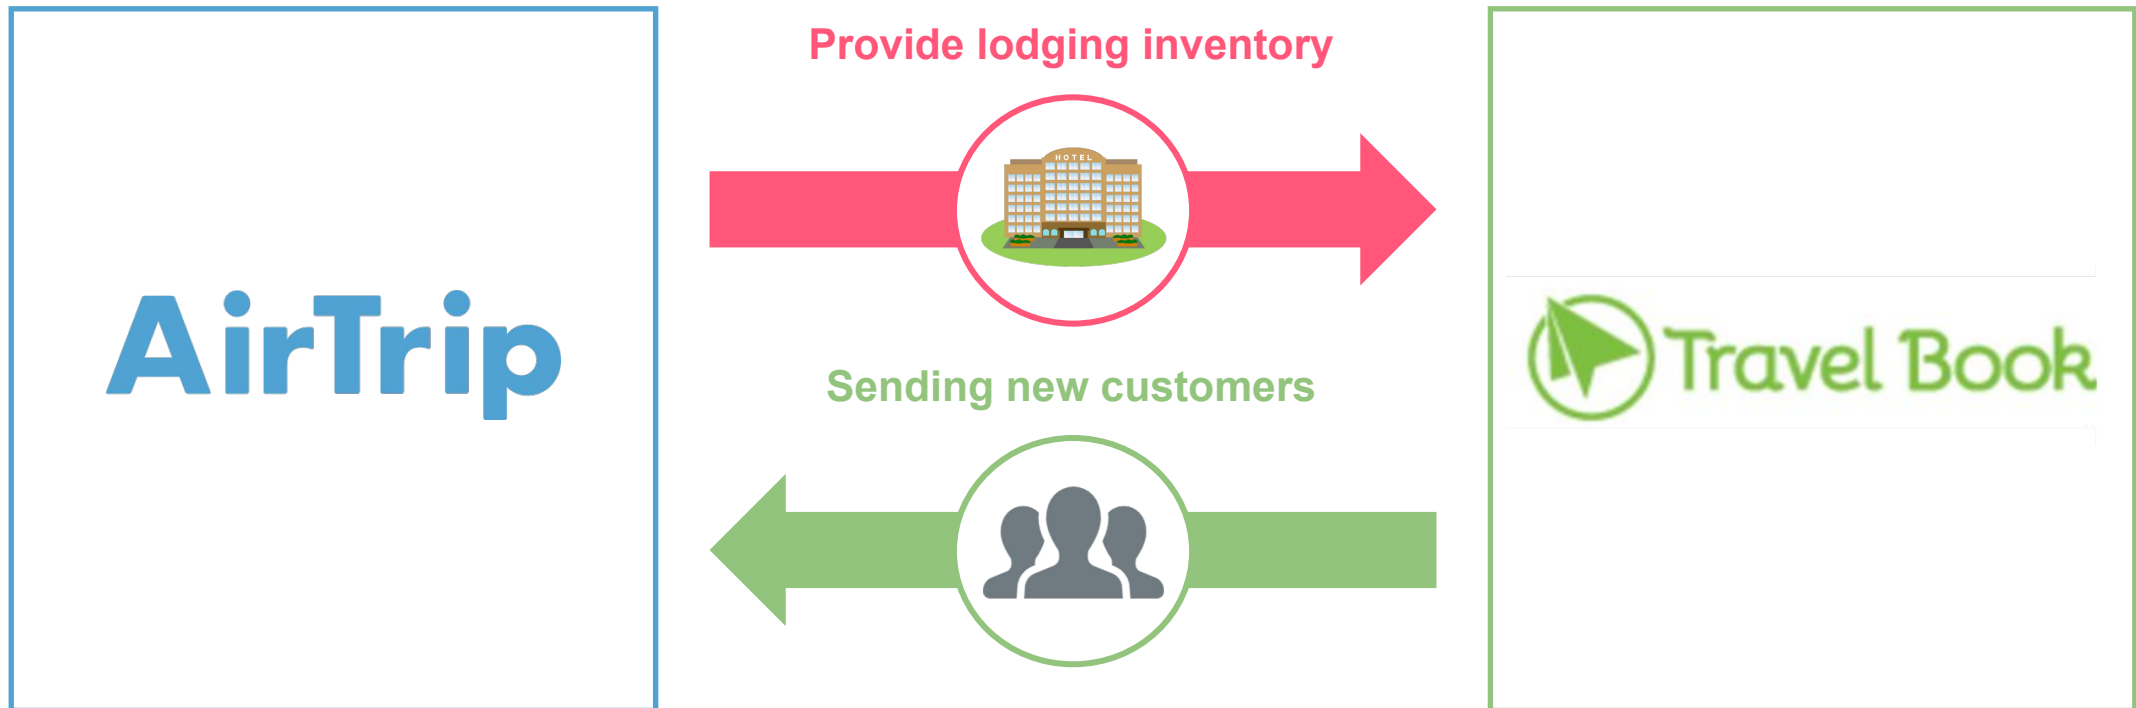 Provide lodging inventory
HOTEL
AirTrip
Travel Book
Sending new customers